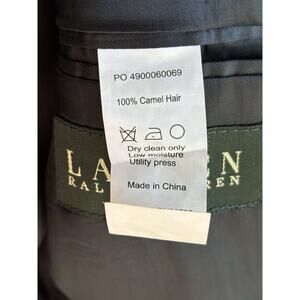 PO 4900060069
100% Camel Hair
Dry clean only
Low moisture
Utility press
Made in China